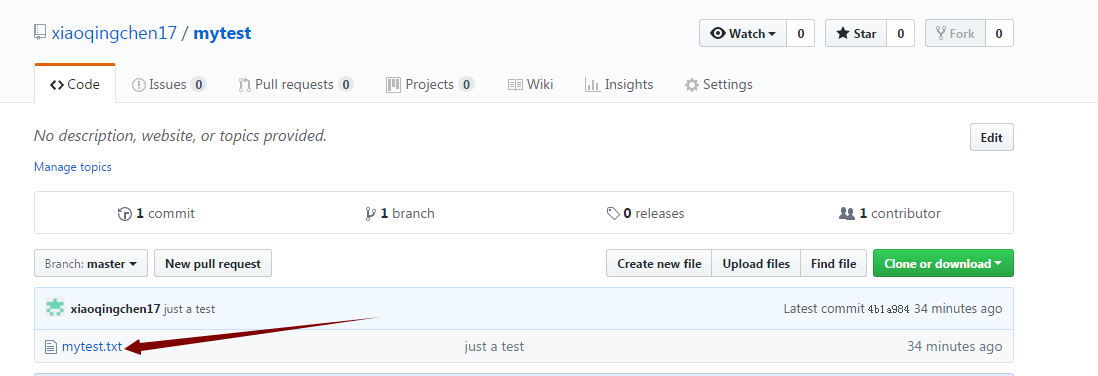 xiaoqingchen17 / mytest
Watch 0 Star 0 Fork 0
Code Issues 0 Pull requests 0 Projects 0 Wiki Insights Settings
No description, website, or topics provided.
Edit
Manage topics
1 commit 1 branch 0 releases 1 contributor
Branch: master New pull request Create new file Upload files Find file Clone or download
xiaoqingchen17 just a test Latest commit 4b1a984 34 minutes ago
mytest.txt just a test 34 minutes ago